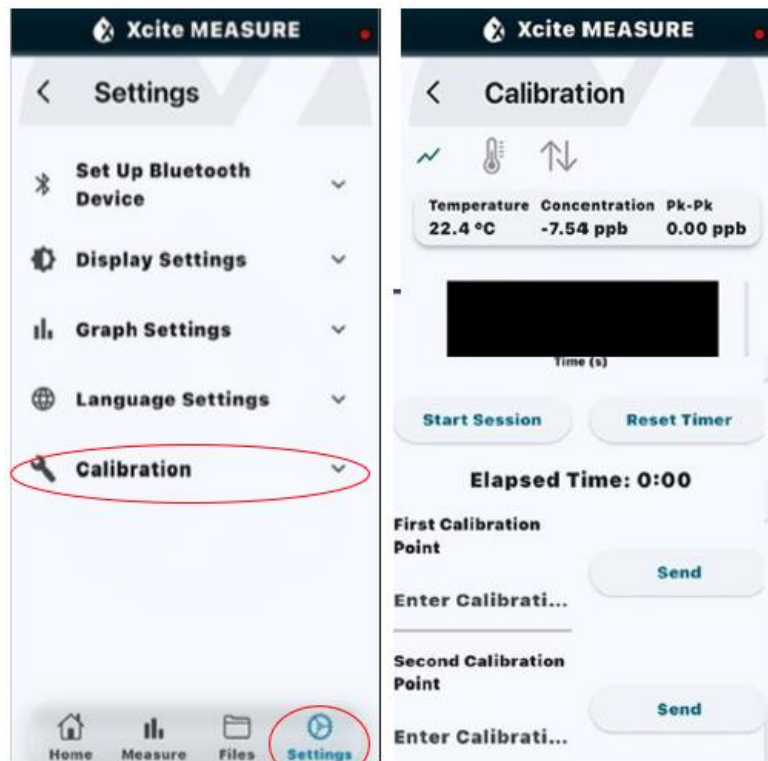 Xcite MEASURE
Settings
Set Up Bluetooth
Device
Display Settings
Graph Settings
Language Settings
Calibration
Home Measure Files Settings
Xcite MEASURE
Calibration
Temperature Concentration Pk-Pk
22.4 °C -7.54 ppb 0.00 ppb
Time (s)
Start Session Reset Timer
Elapsed Time: 0:00
First Calibration
Point
Send
Enter Calibrati...
Second Calibration
Point
Send
Enter Calibrati...